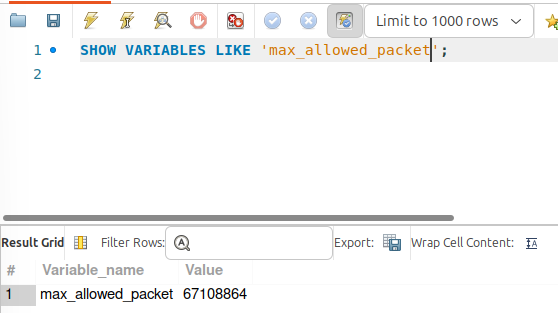 Limit to 1000 rows
1 SHOW VARIABLES LIKE 'max_allowed_packet';
2
Result Grid Filter Rows: Export: Wrap Cell Content:
# Variable_name Value
1 max_allowed_packet 67108864